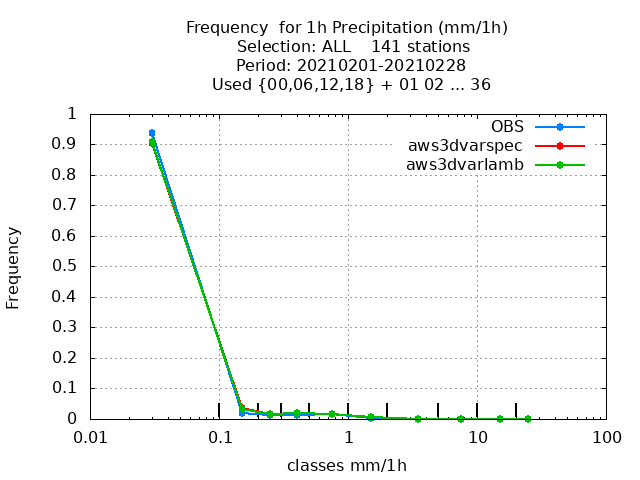 Frequency  for 1h Precipitation (mm/1h)
Selection: ALL    141 stations
Period: 20210201-20210228
Used {00,06,12,18} + 01 02 ... 36
OBS
aws3dvarspec
aws3dvarlamb
Frequency
1
0.9
0.8
0.7
0.6
0.5
0.4
0.3
0.2
0.1
0
0.01 0.1 1 10 100
classes mm/1h